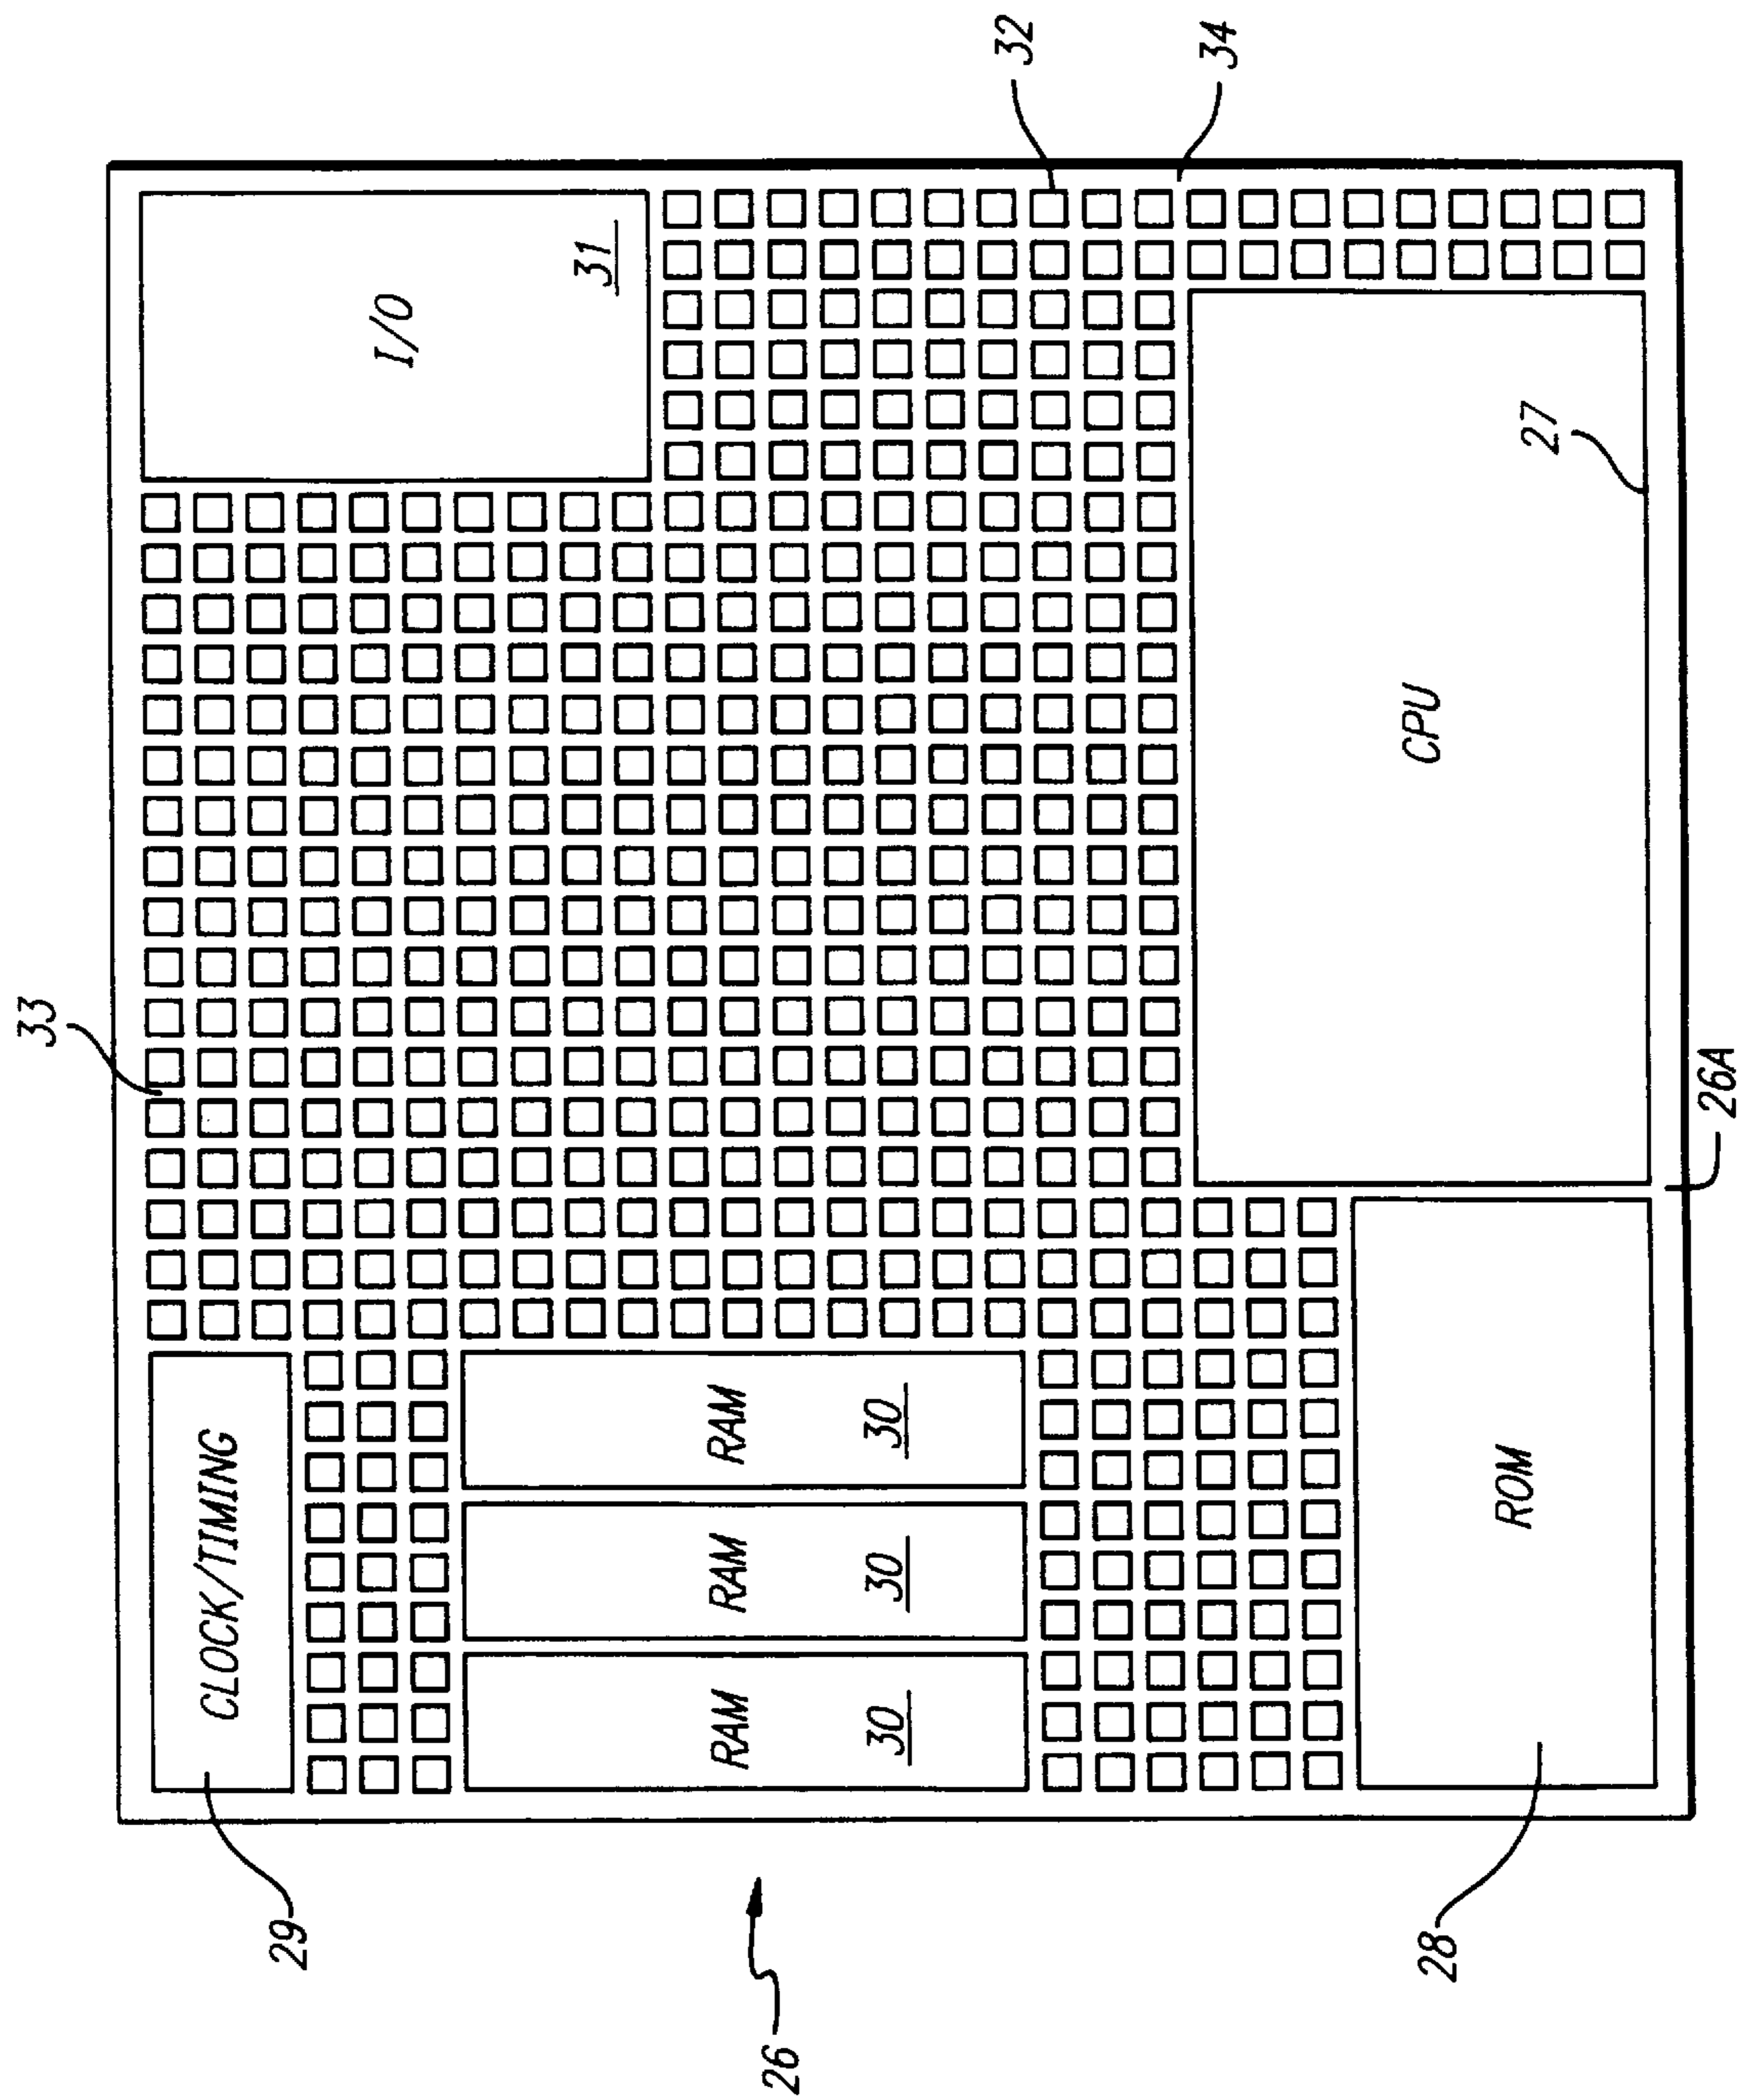 26
29
CLOCK/TIMING
33
I/O
31
RAM
30
RAM
30
RAM
30
32
34
28
ROM
CPU
27
26A